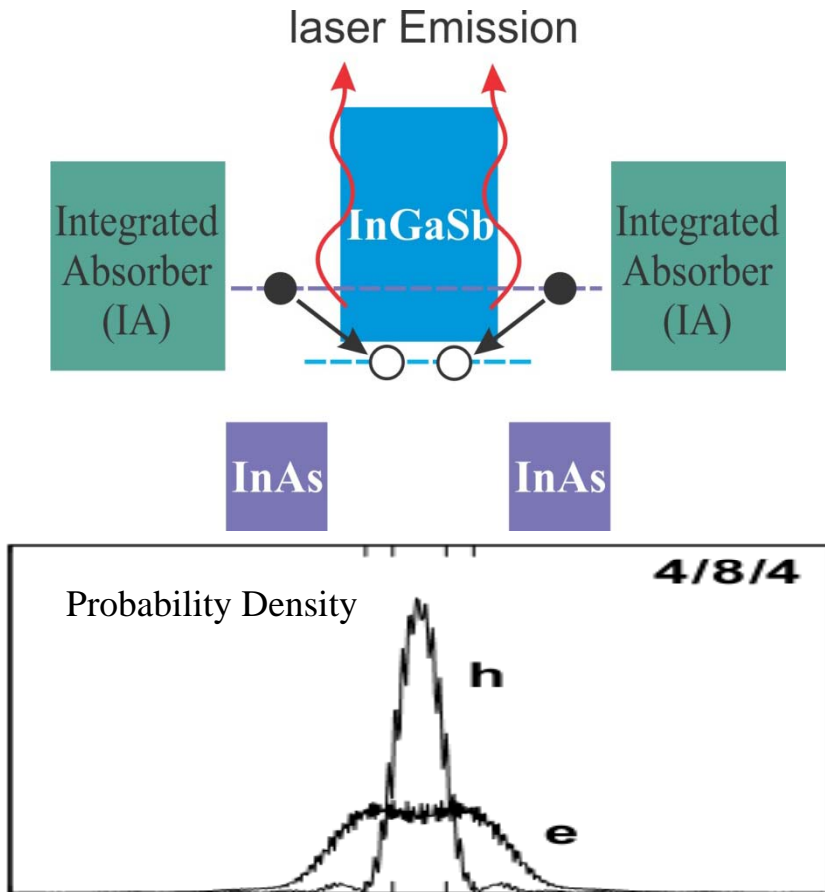 laser Emission
Integrated
Absorber
(IA)
InGaSb
Integrated
Absorber
(IA)
InAs
InAs
4/8/4
Probability Density
h
e